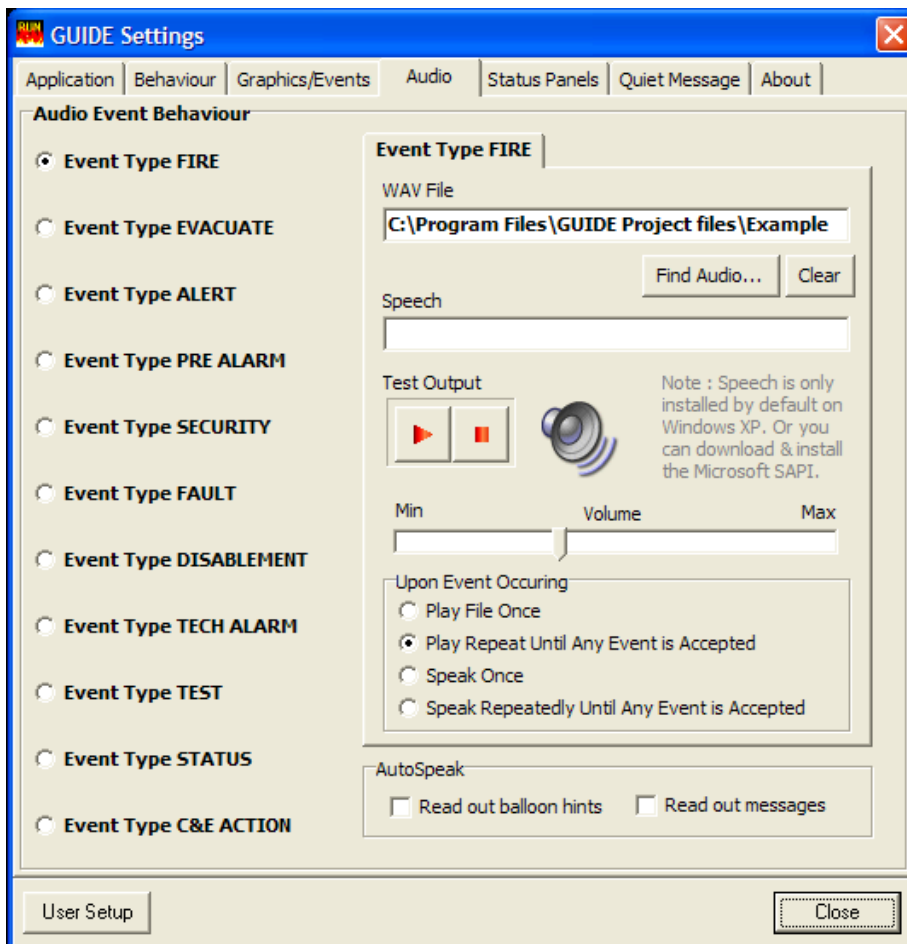 RUN
GUIDE Settings
Application Behaviour Graphics/Events Audio Status Panels Quiet Message About
Audio Event Behaviour
Event Type FIRE
Event Type EVACUATE
Event Type ALERT
Event Type PRE ALARM
Event Type SECURITY
Event Type FAULT
Event Type DISABLEMENT
Event Type TECH ALARM
Event Type TEST
Event Type STATUS
Event Type C&E ACTION
Event Type FIRE
WAV File
C:\Program Files\GUIDE Project files\Example
Find Audio... Clear
Speech
Test Output
Note : Speech is only
installed by default on
Windows XP. Or you
can download & install
the Microsoft SAPI.
Min Volume Max
Upon Event Occuring
Play File Once
Play Repeat Until Any Event is Accepted
Speak Once
Speak Repeatedly Until Any Event is Accepted
AutoSpeak
Read out balloon hints Read out messages
User Setup Close